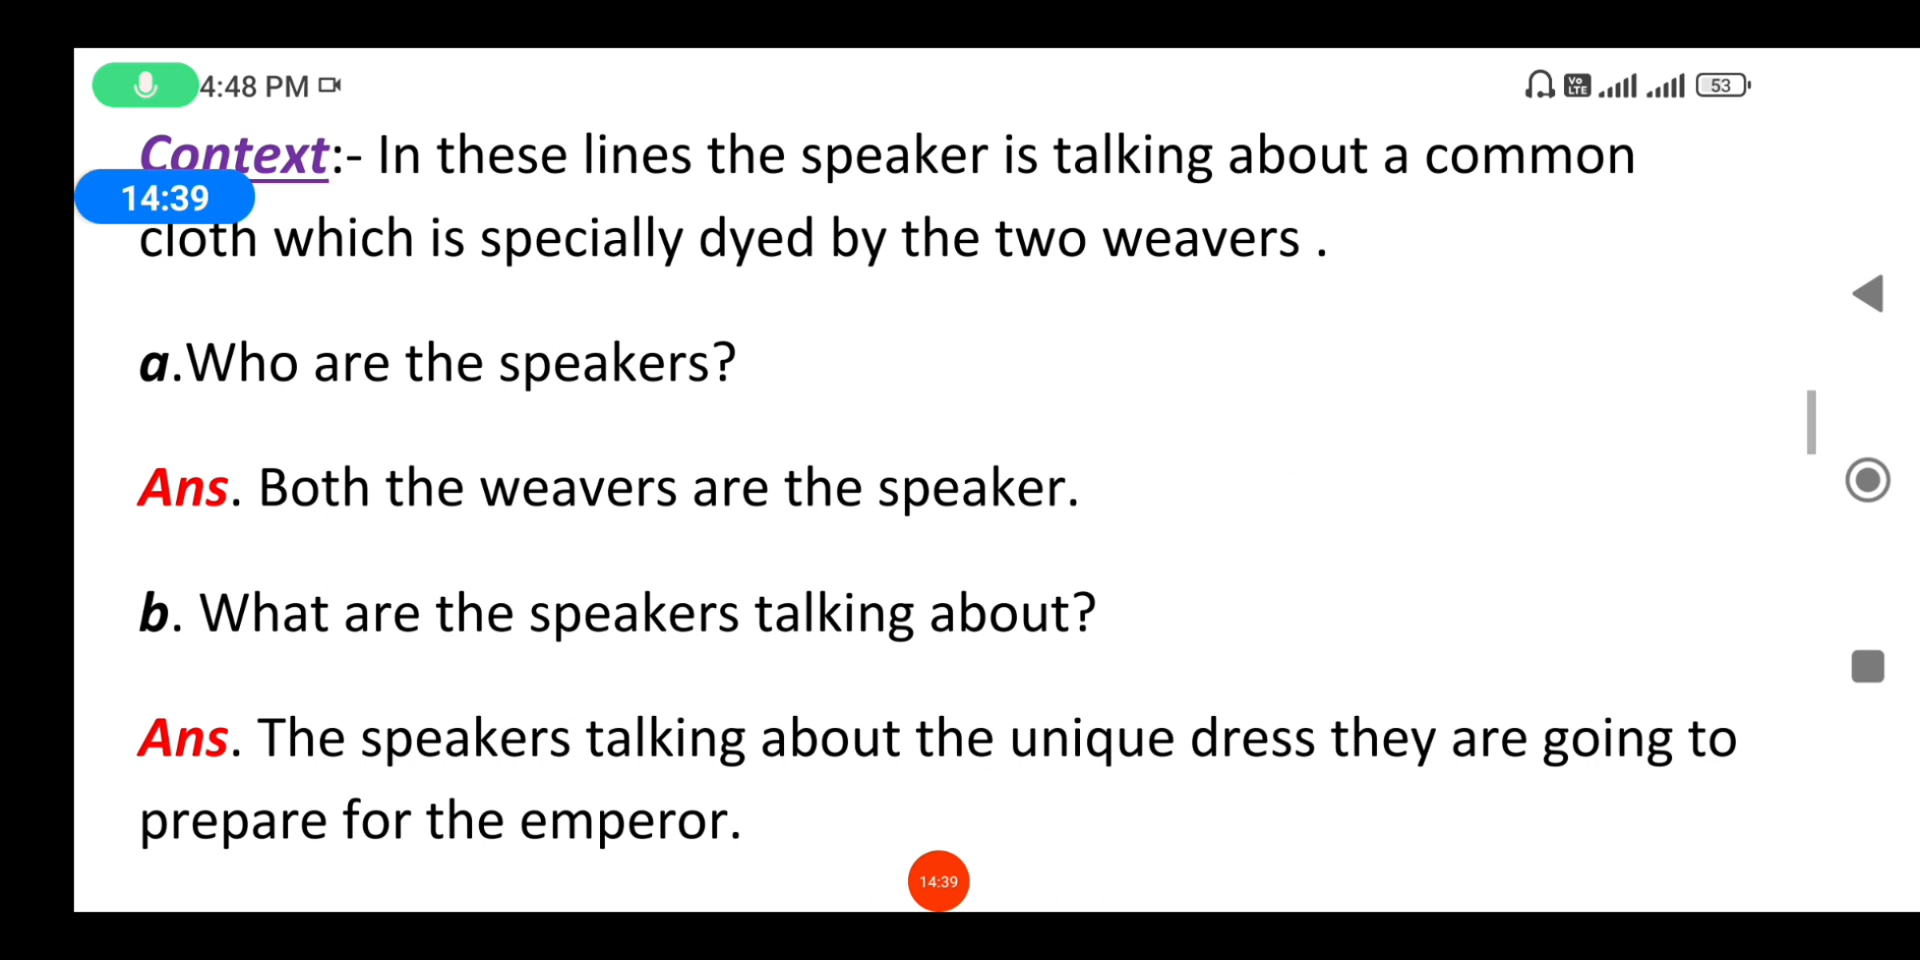 4:48 PM
Vo LTE
53
Context:- In these lines the speaker is talking about a common
14:39
cloth which is specially dyed by the two weavers .
a.Who are the speakers?
Ans. Both the weavers are the speaker.
b. What are the speakers talking about?
Ans. The speakers talking about the unique dress they are going to
prepare for the emperor.
14:39